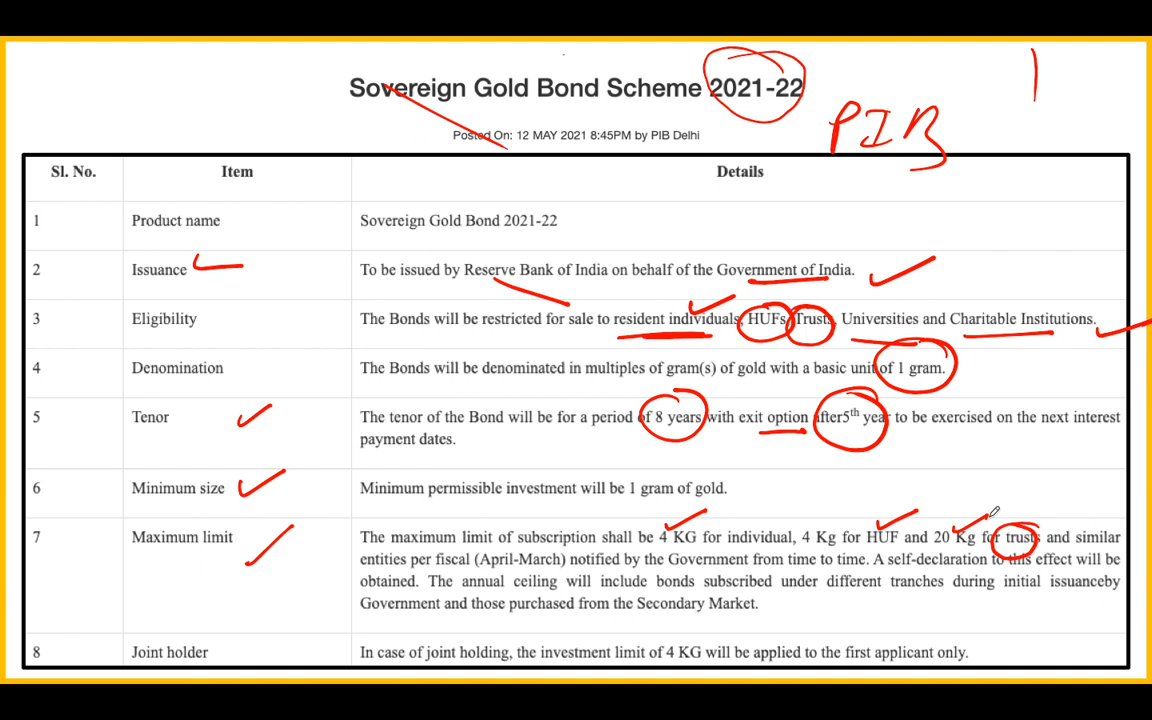 Sovereign Gold Bond Scheme 2021-22
Posted On: 12 MAY 2021 8:45PM by PIB Delhi
PIB
Sl. No. Item Details
1 Product name Sovereign Gold Bond 2021-22
2 Issuance To be issued by Reserve Bank of India on behalf of the Government of India.
3 Eligibility The Bonds will be restricted for sale to resident individuals, HUFs, Trusts, Universities and Charitable Institutions.
4 Denomination The Bonds will be denominated in multiples of gram(s) of gold with a basic unit of 1 gram.
5 Tenor The tenor of the Bond will be for a period of 8 years with exit option after5th year to be exercised on the next interest
payment dates.
6 Minimum size Minimum permissible investment will be 1 gram of gold.
7 Maximum limit The maximum limit of subscription shall be 4 KG for individual, 4 Kg for HUF and 20 Kg for trusts and similar
entities per fiscal (April-March) notified by the Government from time to time. A self-declaration to this effect will be
obtained. The annual ceiling will include bonds subscribed under different tranches during initial issuanceby
Government and those purchased from the Secondary Market.
8 Joint holder In case of joint holding, the investment limit of 4 KG will be applied to the first applicant only.